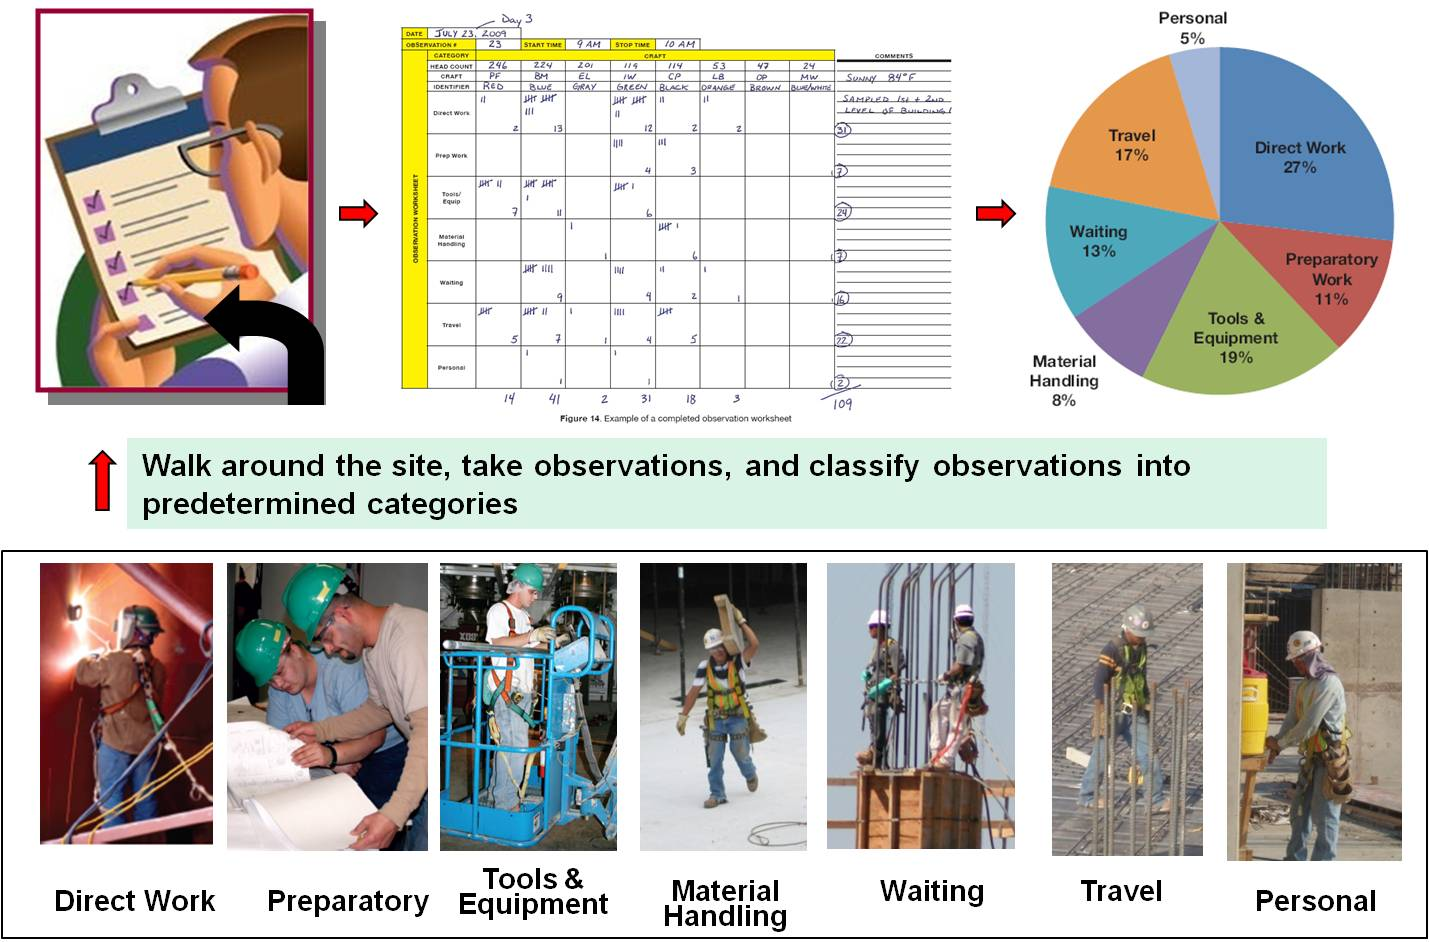 Day 3
DATE JULY 23, 2009
OBSERVATION # 23 START TIME 9 AM STOP TIME 10 AM
CATEGORY CRAFT COMMENTS
HEAD COUNT 246 224 201 119 114 53 47 24
CRAFT PF BM EL IW CP LB OP MW SUNNY 84°F
IDENTIFIER RED BLUE GRAY GREEN BLACK ORANGE BROWN BLUE/WHITE
SAMPLED 1st + 2nd
LEVEL OF BUILDING 1
OBSERVATION WORKSHEET
Direct Work 2 13 12 2 2 31
Prep Work 4 3 7
Tools/
Equip 7 11 6 24
Material
Handling 1 6 7
Waiting 9 4 2 1 16
Travel 5 7 1 4 5 22
Personal 1 1 2
14 41 2 31 18 3 109
Figure 14. Example of a completed observation worksheet
Personal
5%
Direct Work
27%
Preparatory
Work
11%
Tools &
Equipment
19%
Material
Handling
8%
Waiting
13%
Travel
17%
Walk around the site, take observations, and classify observations into
predetermined categories
Direct Work
Preparatory
Tools &
Equipment
Material
Handling
Waiting
Travel
Personal